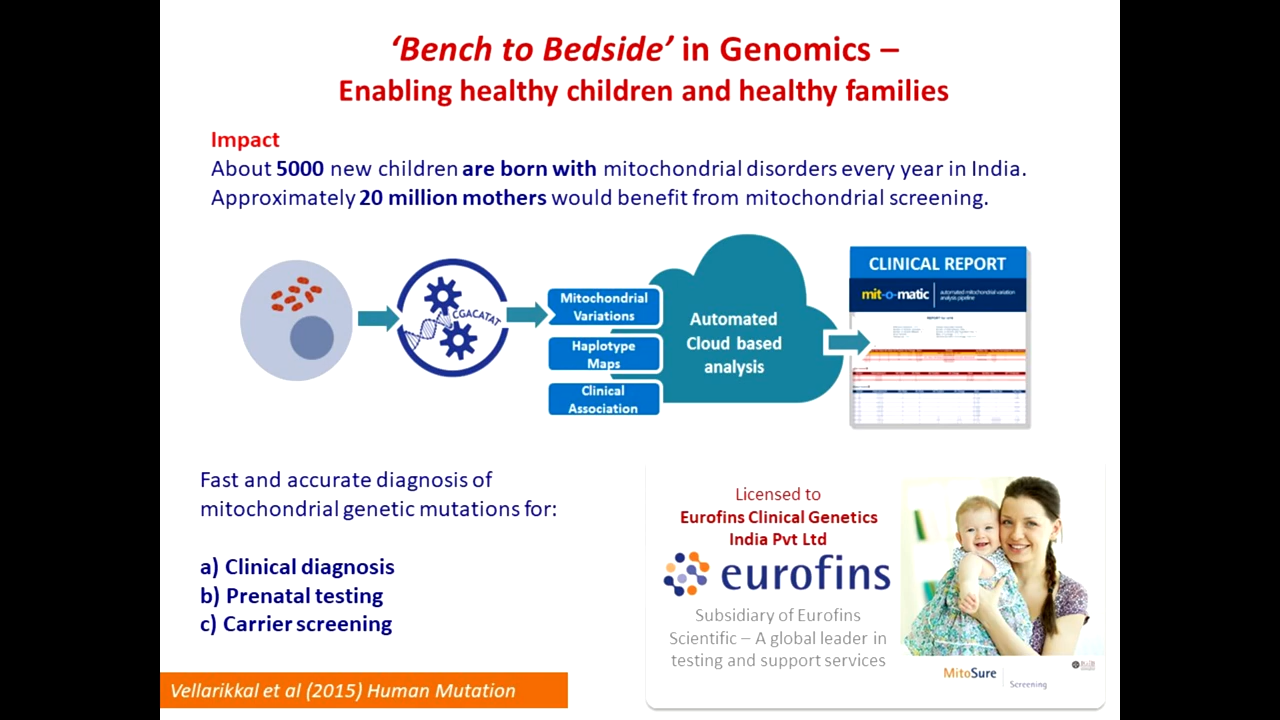 ‘Bench to Bedside’ in Genomics –
Enabling healthy children and healthy families
Impact
About 5000 new children are born with mitochondrial disorders every year in India.
Approximately 20 million mothers would benefit from mitochondrial screening.
CGACATAT
Mitochondrial
Variations
Haplotype
Maps
Clinical
Association
Automated
Cloud based
analysis
CLINICAL REPORT
mit-o-matic
automated mitochondrial variation
analysis pipeline
Fast and accurate diagnosis of
mitochondrial genetic mutations for:
a) Clinical diagnosis
b) Prenatal testing
c) Carrier screening
Licensed to
Eurofins Clinical Genetics
India Pvt Ltd
eurofins
Subsidiary of Eurofins
Scientific – A global leader in
testing and support services
MitoSure
Screening
Vellarikkal et al (2015) Human Mutation